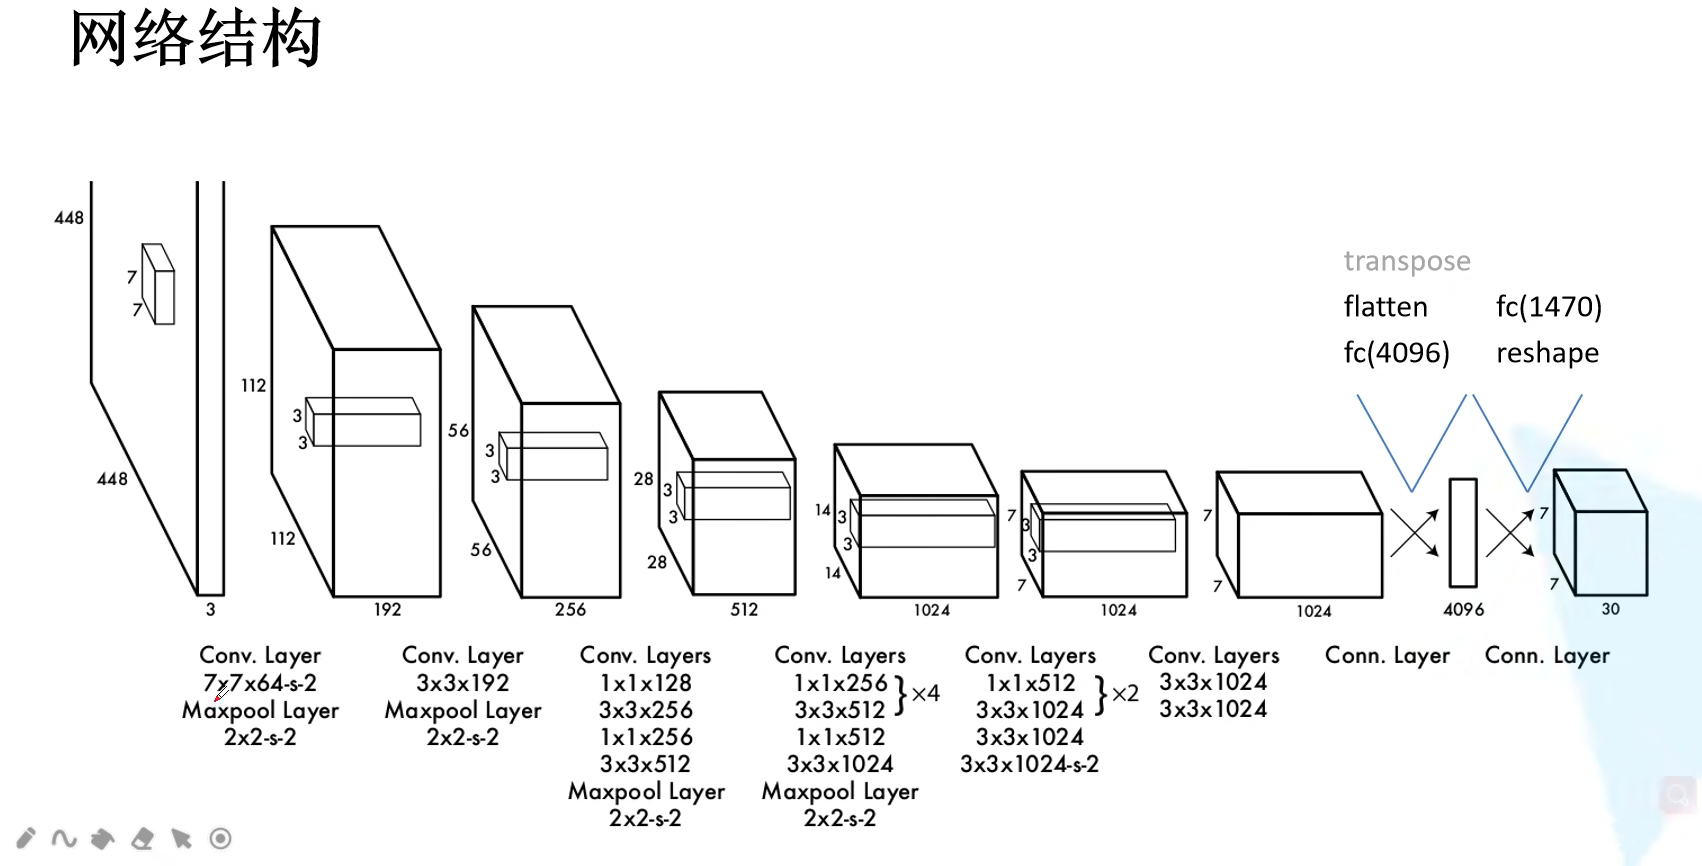 网络结构
448
7
7
448
3
112
3
3
112
192
56
3
3
56
256
28
3
3
28
512
14
3
3
14
1024
7
3
3
7
1024
7
7
1024
transpose
flatten
fc(4096)
fc(1470)
reshape
4096
7
7
30
Conv. Layer
7x7x64-s-2
Maxpool Layer
2x2-s-2
Conv. Layer
3x3x192
Maxpool Layer
2x2-s-2
Conv. Layers
1x1x128
3x3x256
1x1x256
3x3x512
Maxpool Layer
2x2-s-2
Conv. Layers
1x1x256
3x3x512
}×4
1x1x512
3x3x1024
Maxpool Layer
2x2-s-2
Conv. Layers
1x1x512
3x3x1024
}×2
3x3x1024
3x3x1024-s-2
Conv. Layers
3x3x1024
3x3x1024
Conn. Layer
Conn. Layer